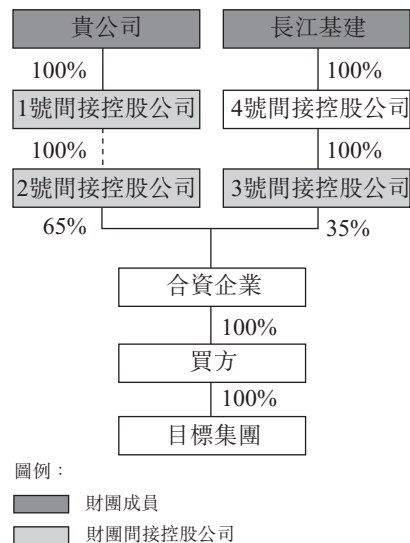 貴公司 長江基建
100% 100%
1號間接控股公司 4號間接控股公司
100% 100%
2號間接控股公司 3號間接控股公司
65% 35%
合資企業
100%
買方
100%
目標集團
圖例：
財團成員
財團間接控股公司